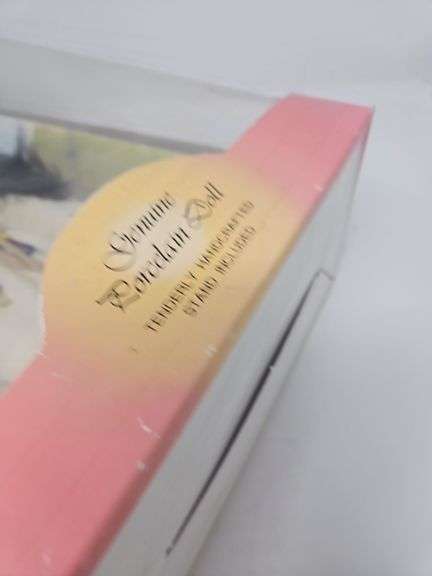 Genuine
Porcelain Doll
TENDERLY HANDCRAFTED
STAND INCLUDED